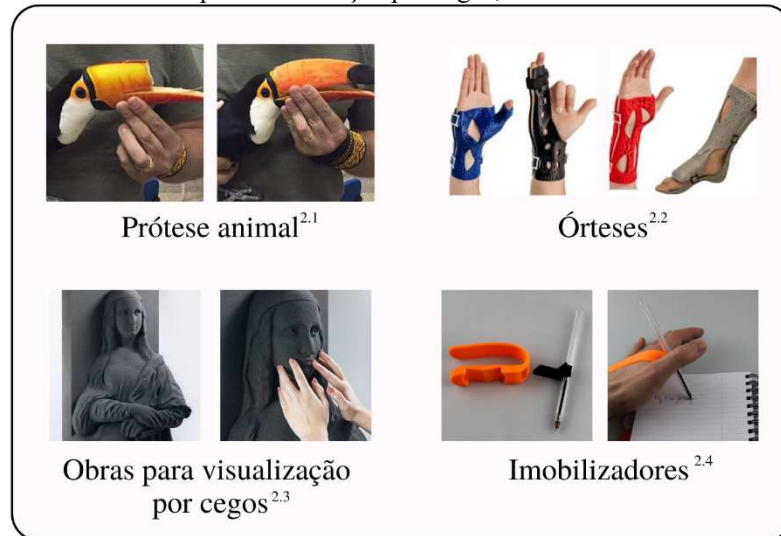 Prótese animal2.1
Órteses2.2
Obras para visualização
por cegos2.3
Imobilizadores 2.4